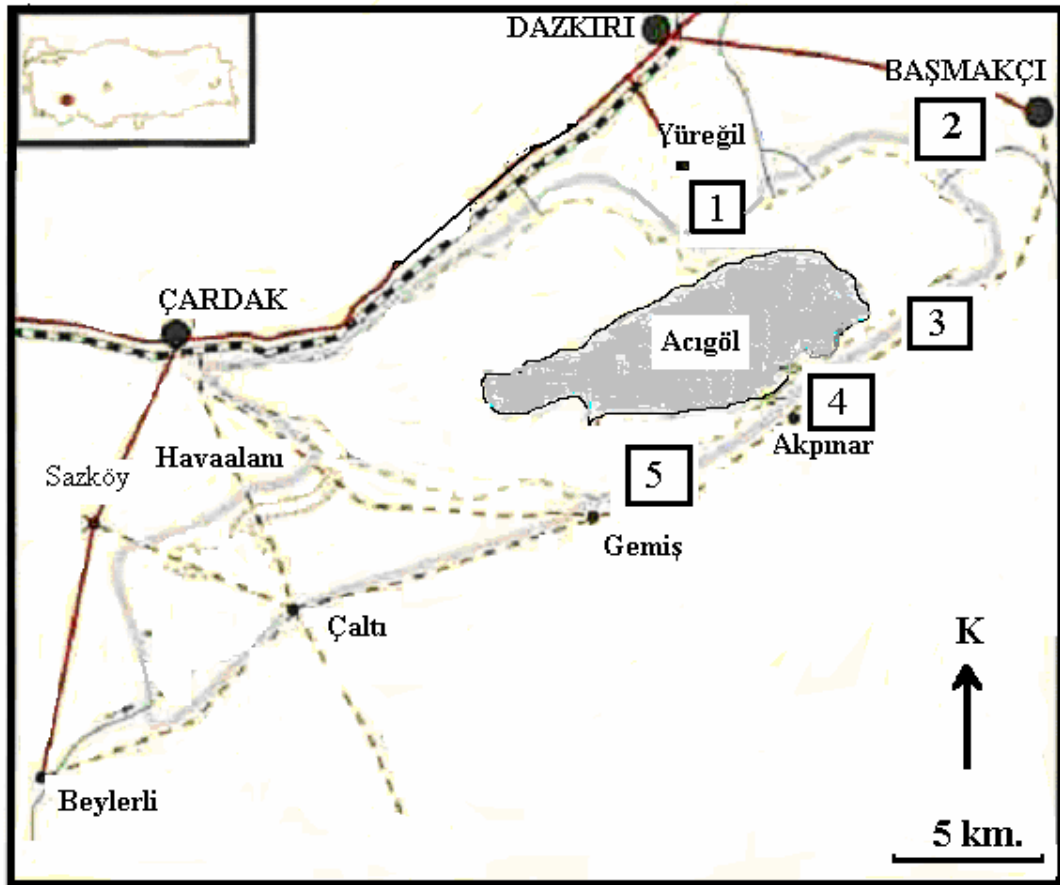 DAZKIRI
BAŞMAKÇI
2
Yüreğil
1
ÇARDAK
3
Acıgöl
4
Havaalanı
Akpınar
5
Sazköy
Gemiş
Çaltı
K
Beylerli
5 km.